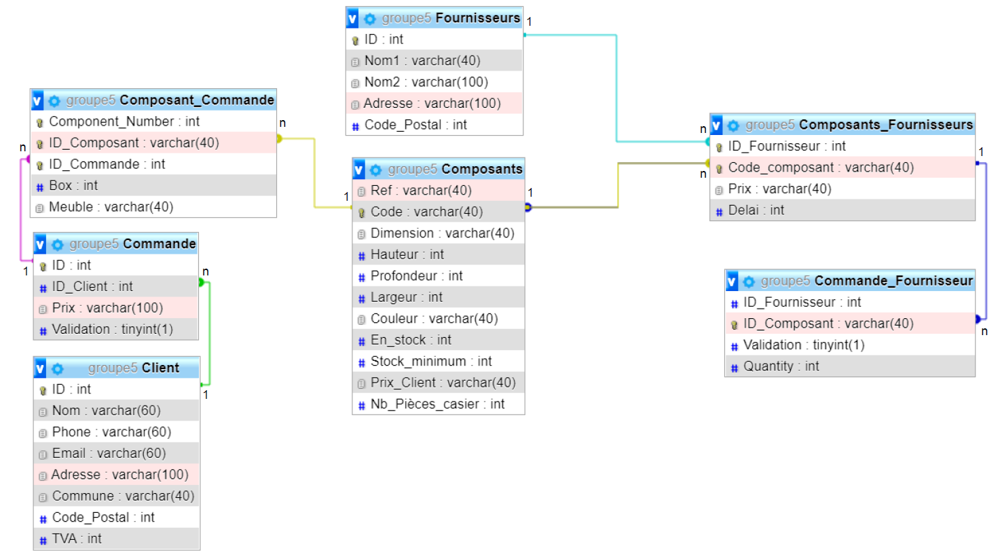 groupe5 Fournisseurs
ID : int
Nom1 : varchar(40)
Nom2 : varchar(100)
Adresse : varchar(100)
Code_Postal : int
1
groupe5 Composant_Commande
Component_Number : int
ID_Composant : varchar(40)
ID_Commande : int
Box : int
Meuble : varchar(40)
n
n
groupe5 Commande
ID : int
ID_Client : int
Prix : varchar(100)
Validation : tinyint(1)
1
n
groupe5 Client
ID : int
Nom : varchar(60)
Phone : varchar(60)
Email : varchar(60)
Adresse : varchar(100)
Commune : varchar(40)
Code_Postal : int
TVA : int
1
groupe5 Composants
Ref : varchar(40)
Code : varchar(40)
Dimension : varchar(40)
Hauteur : int
Profondeur : int
Largeur : int
Couleur : varchar(40)
En_stock : int
Stock_minimum : int
Prix_Client : varchar(40)
Nb_Pièces_casier : int
1
1
groupe5 Composants_Fournisseurs
ID_Fournisseur : int
Code_composant : varchar(40)
Prix : varchar(40)
Delai : int
n
n
1
groupe5 Commande_Fournisseur
ID_Fournisseur : int
ID_Composant : varchar(40)
Validation : tinyint(1)
Quantity : int
n